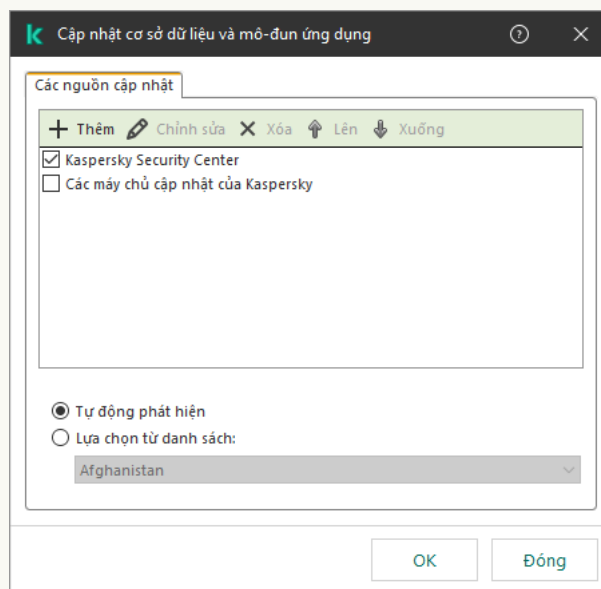 Cập nhật cơ sở dữ liệu và mô-đun ứng dụng
Các nguồn cập nhật
Thêm Chỉnh sửa Xóa Lên Xuống
Kaspersky Security Center
Các máy chủ cập nhật của Kaspersky
Tự động phát hiện
Lựa chọn từ danh sách:
Afghanistan
OK Đóng